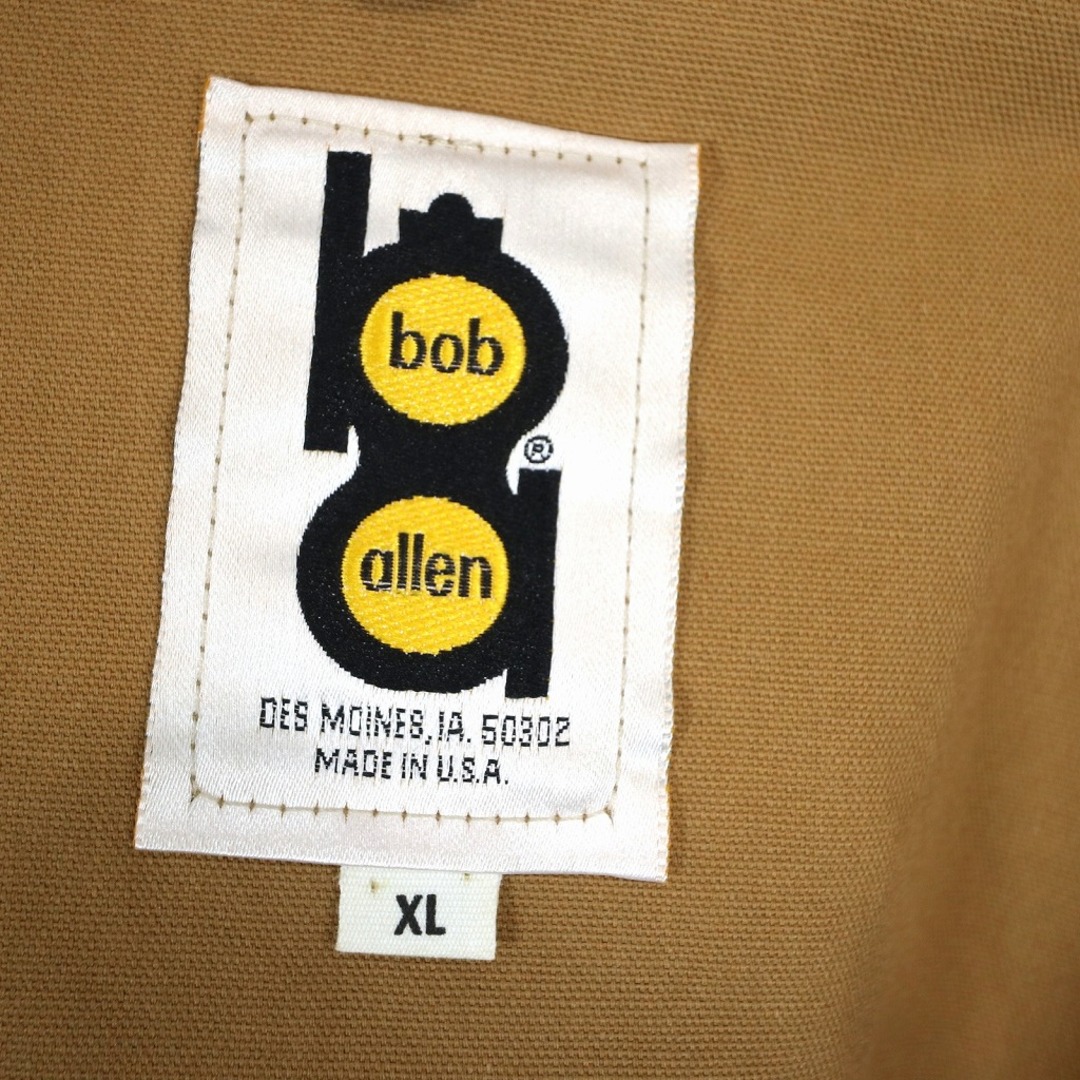 bob
®
allen
DES MOINES, IA. 50302
MADE IN U.S.A.
XL